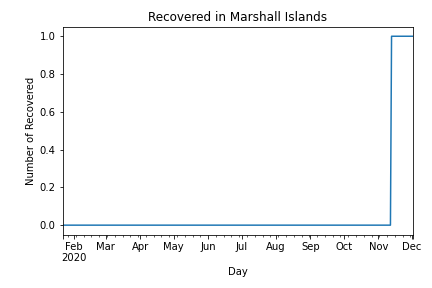 Recovered in Marshall Islands
Number of Recovered
1.0
0.8
0.6
0.4
0.2
0.0
Feb Mar Apr May Jun Jul Aug Sep Oct Nov Dec
2020
Day